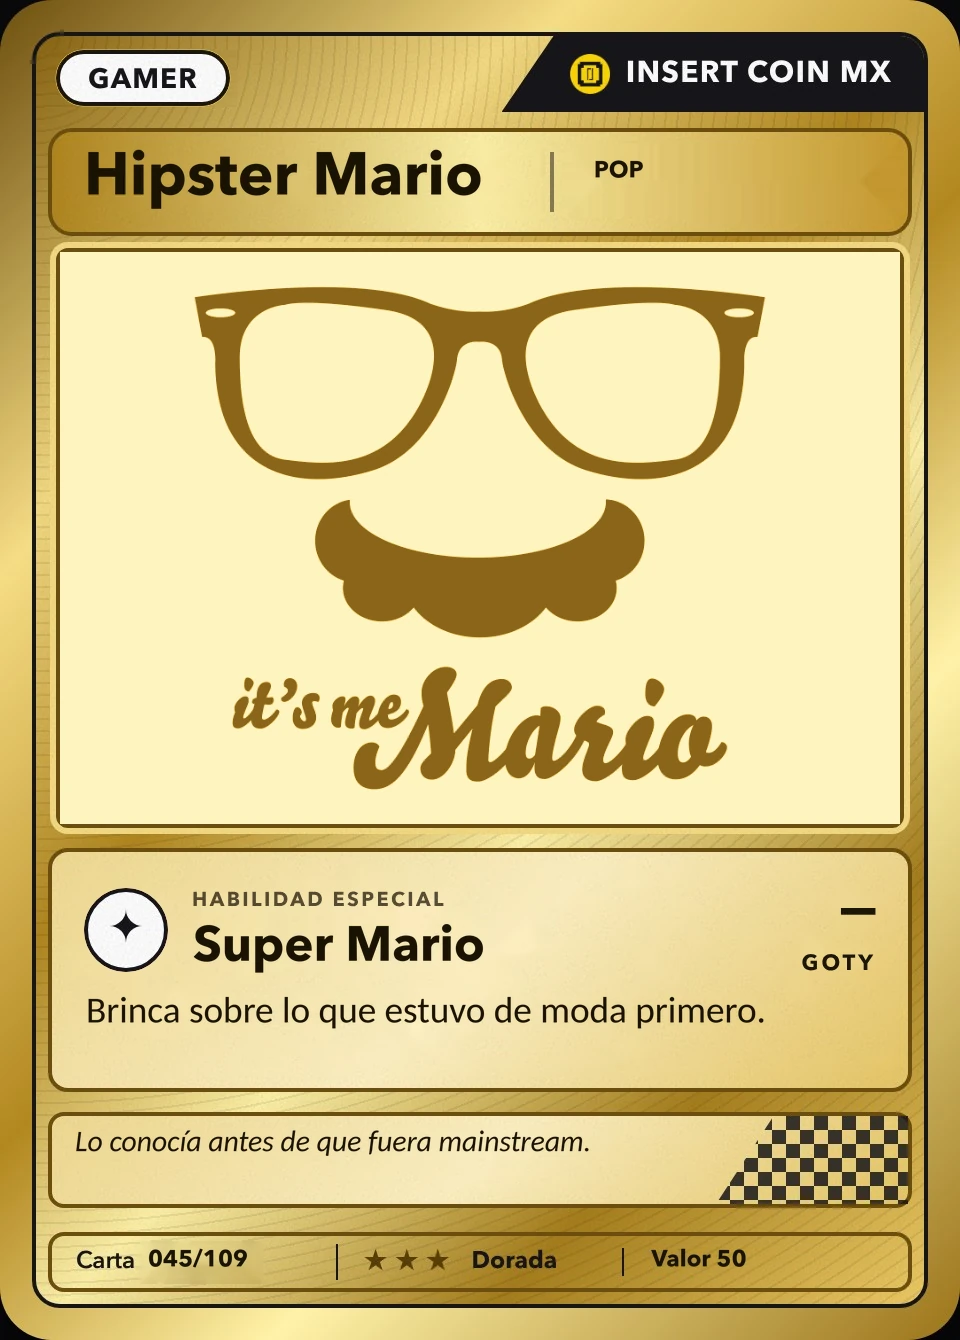 GAMER
INSERT COIN MX
Hipster Mario
POP
it's me Mario
HABILIDAD ESPECIAL
Super Mario
—
GOTY
Brinca sobre lo que estuvo de moda primero.
Lo conocía antes de que fuera mainstream.
Carta 045/109 ★★★ Dorada Valor 50